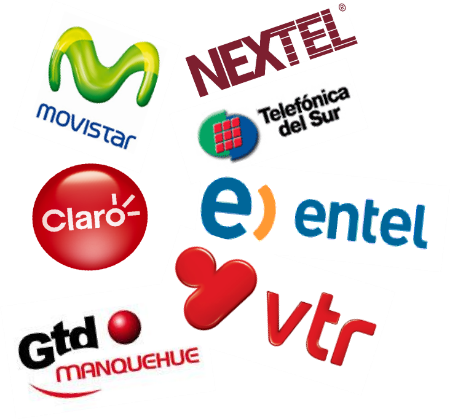 movistar
NEXTEL®
Telefónica
del Sur
Claro
e) entel
vtr
Gtd
MANQUEHUE